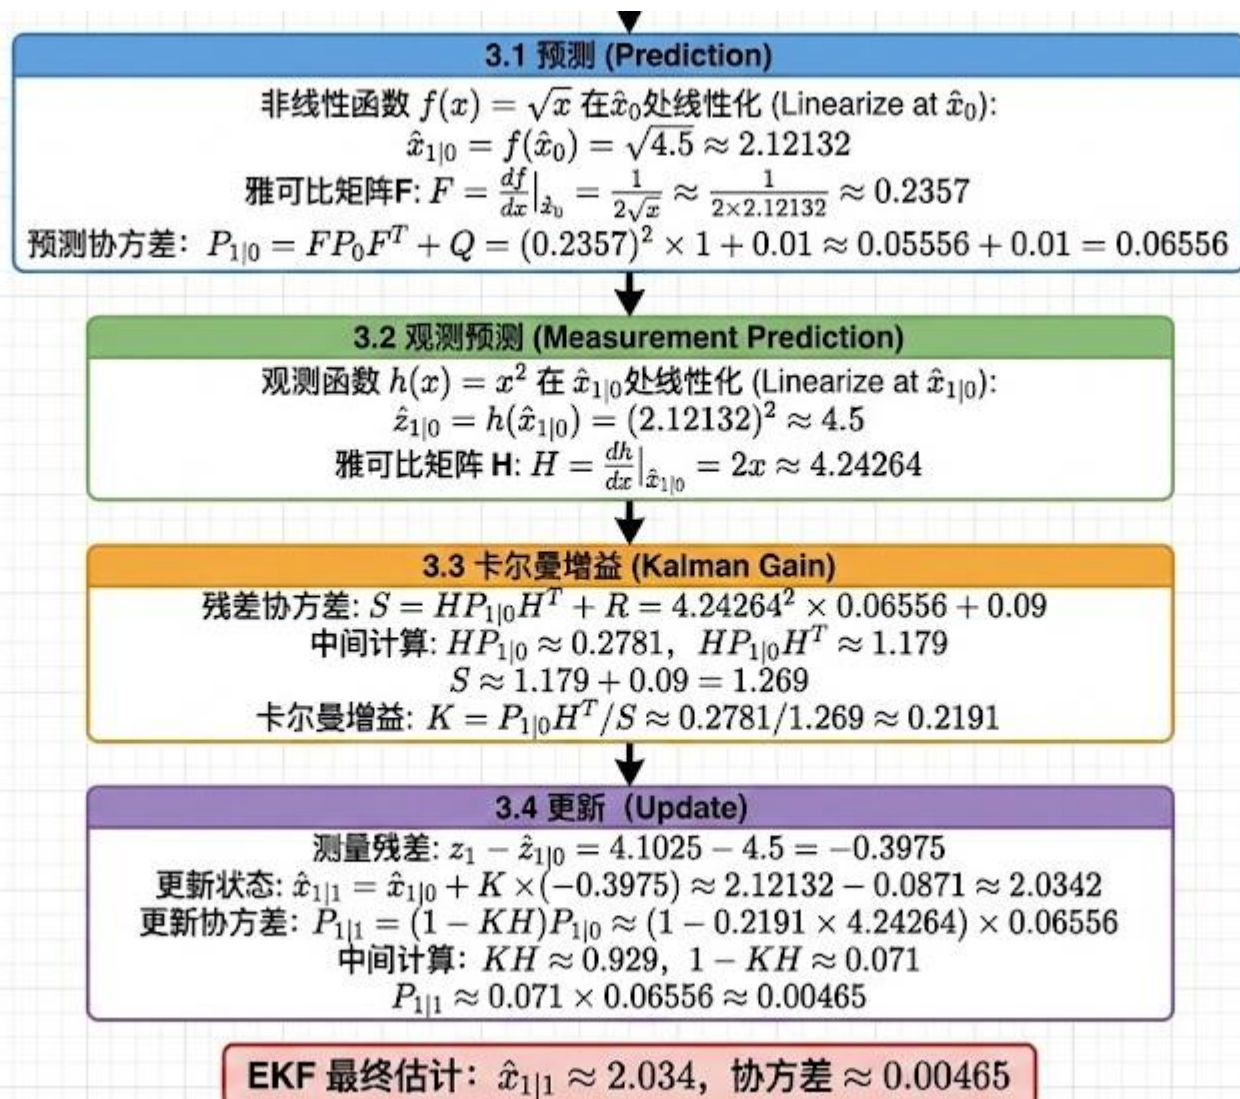 3.1 预测 (Prediction)
非线性函数 f(x) = √x 在x̂₀处线性化 (Linearize at x̂₀):
x̂₁|₀ = f(x̂₀) = √4.5 ≈ 2.12132
雅可比矩阵F: F = df/dx|x̂₀ = 1/(2√x) ≈ 1/(2×2.12132) ≈ 0.2357
预测协方差：P₁|₀ = FP₀Fᵀ + Q = (0.2357)² × 1 + 0.01 ≈ 0.05556 + 0.01 = 0.06556
3.2 观测预测 (Measurement Prediction)
观测函数 h(x) = x² 在 x̂₁|₀处线性化 (Linearize at x̂₁|₀):
ẑ₁|₀ = h(x̂₁|₀) = (2.12132)² ≈ 4.5
雅可比矩阵 H: H = dh/dx|x̂₁|₀ = 2x ≈ 4.24264
3.3 卡尔曼增益 (Kalman Gain)
残差协方差: S = HP₁|₀Hᵀ + R = 4.24264² × 0.06556 + 0.09
中间计算: HP₁|₀ ≈ 0.2781, HP₁|₀Hᵀ ≈ 1.179
S ≈ 1.179 + 0.09 = 1.269
卡尔曼增益: K = P₁|₀Hᵀ/S ≈ 0.2781/1.269 ≈ 0.2191
3.4 更新（Update)
测量残差: z₁ − ẑ₁|₀ = 4.1025 − 4.5 = −0.3975
更新状态: x̂₁|₁ = x̂₁|₀ + K ×(−0.3975) ≈ 2.12132 − 0.0871 ≈ 2.0342
更新协方差: P₁|₁ = (1 − KH)P₁|₀ ≈ (1 − 0.2191 × 4.24264) × 0.06556
中间计算：KH ≈ 0.929, 1 − KH ≈ 0.071
P₁|₁ ≈ 0.071 × 0.06556 ≈ 0.00465
EKF 最终估计：x̂₁|₁ ≈ 2.034, 协方差 ≈ 0.00465